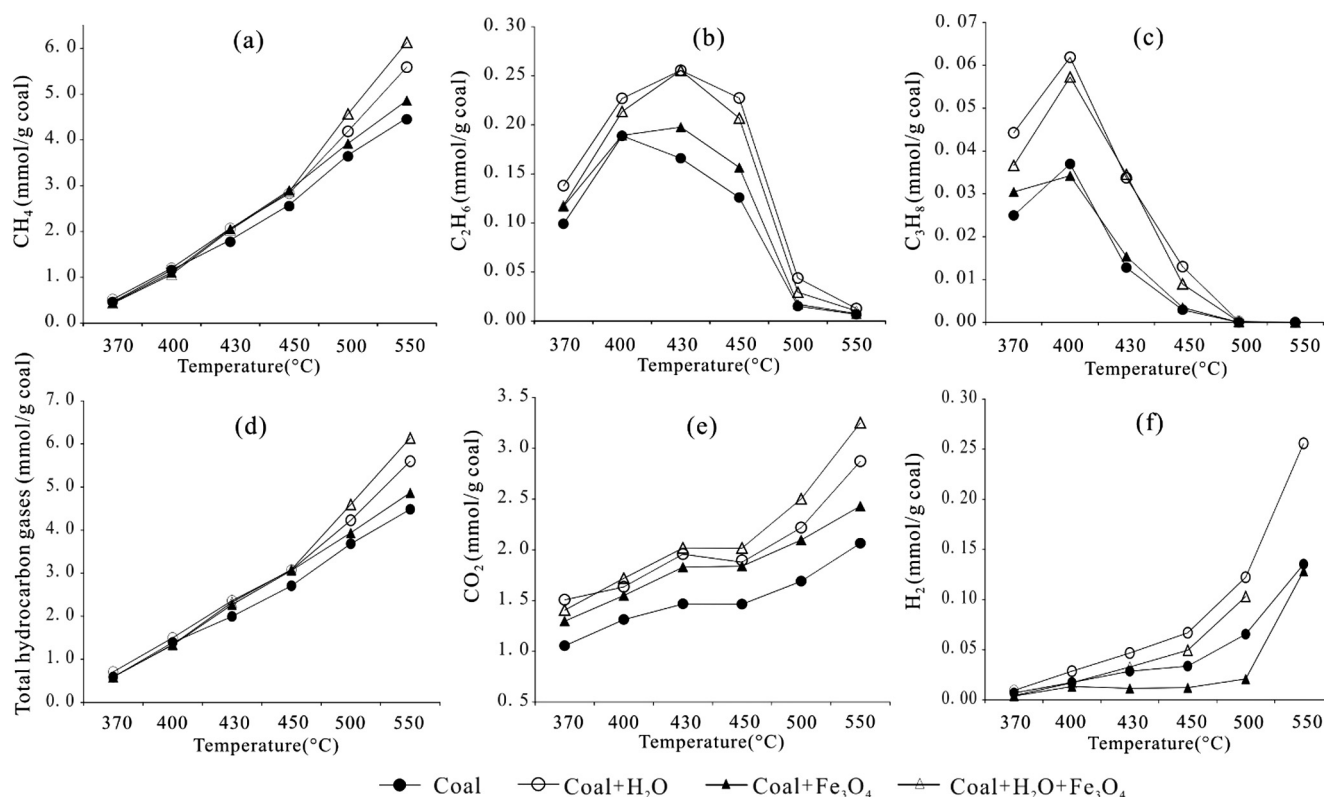 (a)
CH4 (mmol/g coal)
6.0
5.0
4.0
3.0
2.0
1.0
0.0
370 400 430 450 500 550
Temperature(°C)
(b)
C2H6 (mmol/g coal)
0.30
0.25
0.20
0.15
0.10
0.05
0.00
370 400 430 450 500 550
Temperature(°C)
(c)
C3H8 (mmol/g coal)
0.07
0.06
0.05
0.04
0.03
0.02
0.01
0.00
370 400 430 450 500 550
Temperature(°C)
(d)
Total hydrocarbon gases (mmol/g coal)
7.0
6.0
5.0
4.0
3.0
2.0
1.0
0.0
370 400 430 450 500 550
Temperature(°C)
(e)
CO2 (mmol/g coal)
3.5
3.0
2.5
2.0
1.5
1.0
0.5
370 400 430 450 500 550
Temperature(°C)
(f)
H2 (mmol/g coal)
0.30
0.25
0.20
0.15
0.10
0.05
0.00
370 400 430 450 500 550
Temperature(°C)
Coal Coal+H2O Coal+Fe3O4 Coal+H2O+Fe3O4